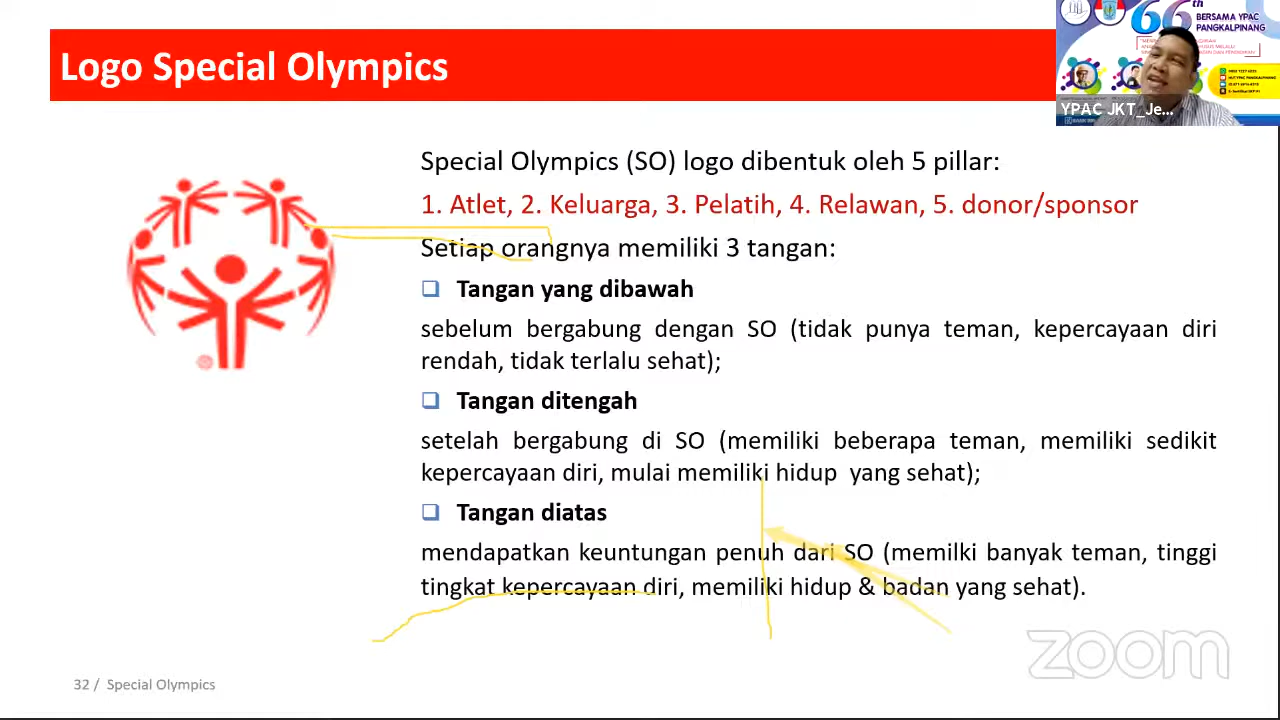 Logo Special Olympics
66th
BERSAMA YPAC
PANGKALPINANG
YPAC JKT_Je...
Special Olympics (SO) logo dibentuk oleh 5 pillar:
1. Atlet, 2. Keluarga, 3. Pelatih, 4. Relawan, 5. donor/sponsor
Setiap orangnya memiliki 3 tangan:
Tangan yang dibawah
sebelum bergabung dengan SO (tidak punya teman, kepercayaan diri
rendah, tidak terlalu sehat);
Tangan ditengah
setelah bergabung di SO (memiliki beberapa teman, memiliki sedikit
kepercayaan diri, mulai memiliki hidup yang sehat);
Tangan diatas
mendapatkan keuntungan penuh dari SO (memilki banyak teman, tinggi
tingkat kepercayaan diri, memiliki hidup & badan yang sehat).
zoom
32 / Special Olympics